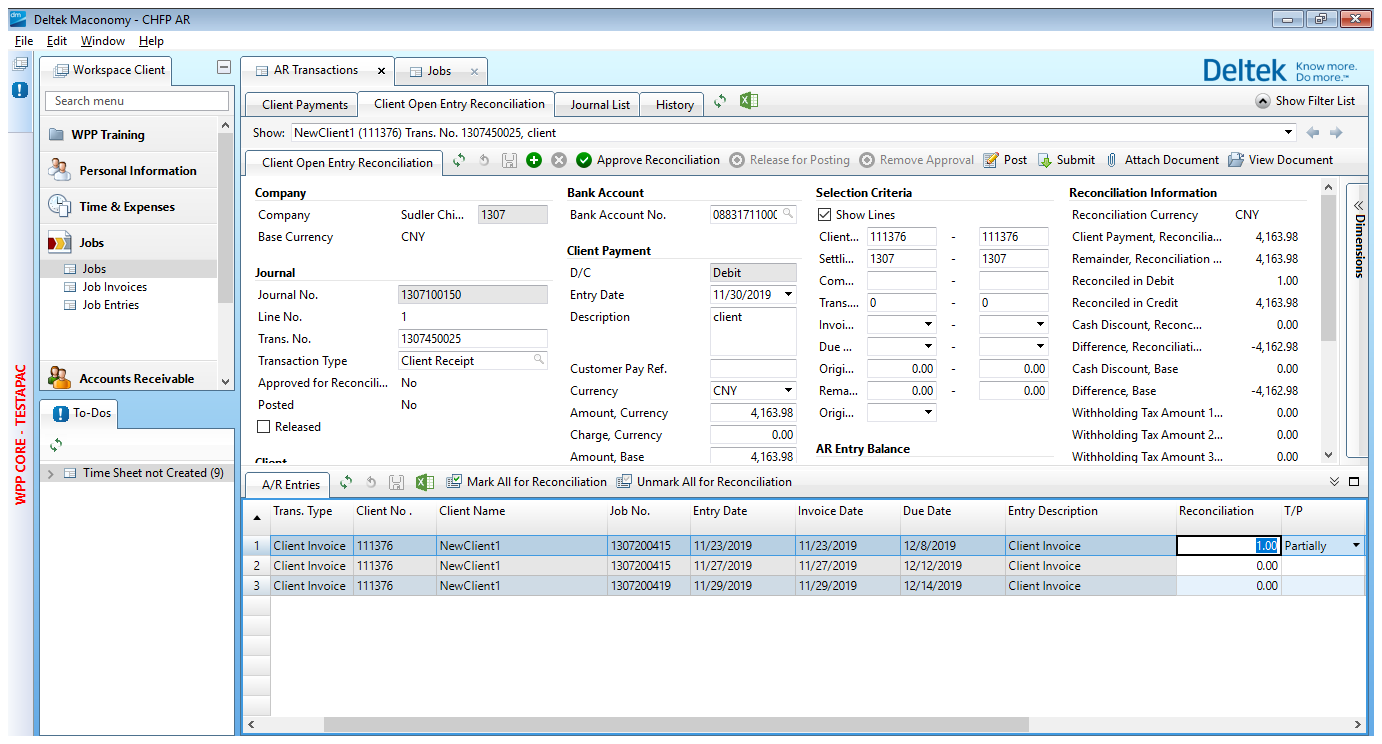 dm Deltek Maconomy - CHFP AR
File Edit Window Help
Workspace Client
Search menu
WPP Training
Personal Information
Time & Expenses
Jobs
Jobs
Job Invoices
Job Entries
Accounts Receivable
To-Dos
Time Sheet not Created (9)
WPP CORE - TESTAPAC
AR Transactions x Jobs x
Deltek Know more. Do more.™
Client Payments Client Open Entry Reconciliation Journal List History Show Filter List
Show: NewClient1 (111376) Trans. No. 1307450025, client
Client Open Entry Reconciliation Approve Reconciliation Release for Posting Remove Approval Post Submit Attach Document View Document
Company
Company Sudler Chi... 1307
Base Currency CNY
Journal
Journal No. 1307100150
Line No. 1
Trans. No. 1307450025
Transaction Type Client Receipt
Approved for Reconcili... No
Posted No
Released
Client
Bank Account
Bank Account No. 08831711000
Client Payment
D/C Debit
Entry Date 11/30/2019
Description client
Customer Pay Ref.
Currency CNY
Amount, Currency 4,163.98
Charge, Currency 0.00
Amount, Base 4,163.98
Selection Criteria
Show Lines
Client... 111376 - 111376
Settli... 1307 - 1307
Com... -
Trans.... 0 - 0
Invoi... -
Due ... -
Origi... 0.00 - 0.00
Rema... 0.00 - 0.00
Origi...
AR Entry Balance
Reconciliation Information
Reconciliation Currency CNY
Client Payment, Reconcilia... 4,163.98
Remainder, Reconciliation ... 4,163.98
Reconciled in Debit 1.00
Reconciled in Credit 4,163.98
Cash Discount, Reconc... 0.00
Difference, Reconciliati... -4,162.98
Cash Discount, Base 0.00
Difference, Base -4,162.98
Withholding Tax Amount 1... 0.00
Withholding Tax Amount 2... 0.00
Withholding Tax Amount 3... 0.00
Dimensions
A/R Entries Mark All for Reconciliation Unmark All for Reconciliation
Trans. Type Client No . Client Name Job No. Entry Date Invoice Date Due Date Entry Description Reconciliation T/P
1 Client Invoice 111376 NewClient1 1307200415 11/23/2019 11/23/2019 12/8/2019 Client Invoice 1.00 Partially
2 Client Invoice 111376 NewClient1 1307200415 11/27/2019 11/27/2019 12/12/2019 Client Invoice 0.00
3 Client Invoice 111376 NewClient1 1307200419 11/29/2019 11/29/2019 12/14/2019 Client Invoice 0.00